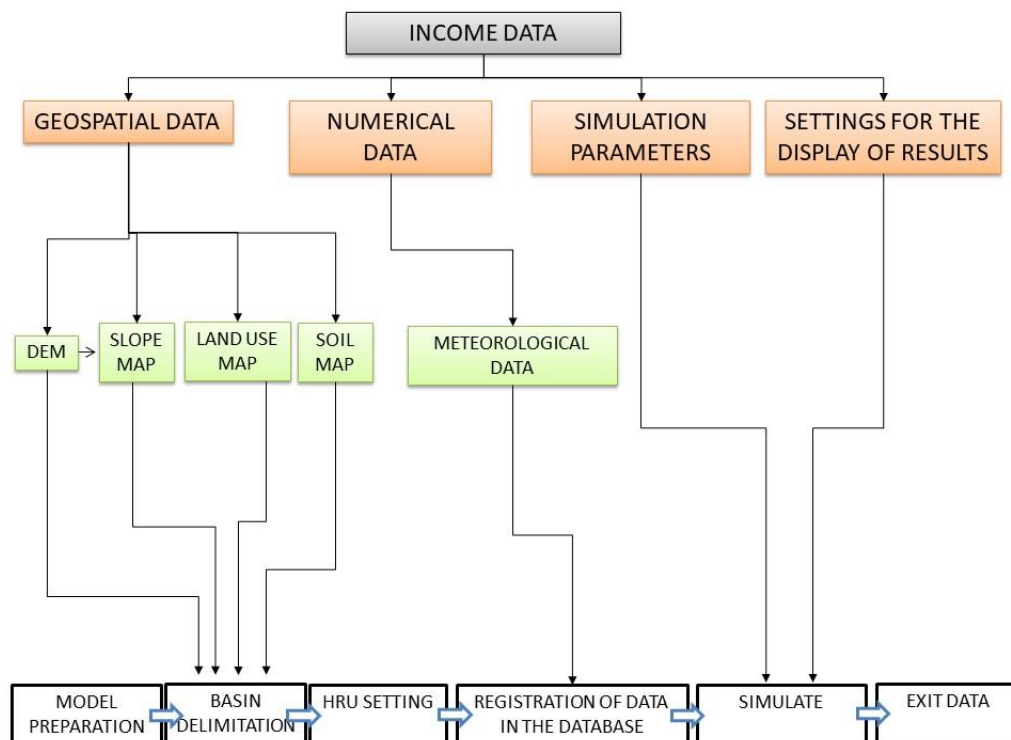 INCOME DATA
GEOSPATIAL DATA
NUMERICAL
DATA
SIMULATION
PARAMETERS
SETTINGS FOR THE
DISPLAY OF RESULTS
DEM
SLOPE
MAP
LAND USE
MAP
SOIL
MAP
METEOROLOGICAL
DATA
MODEL
PREPARATION
BASIN
DELIMITATION
HRU SETTING
REGISTRATION OF DATA
IN THE DATABASE
SIMULATE
EXIT DATA